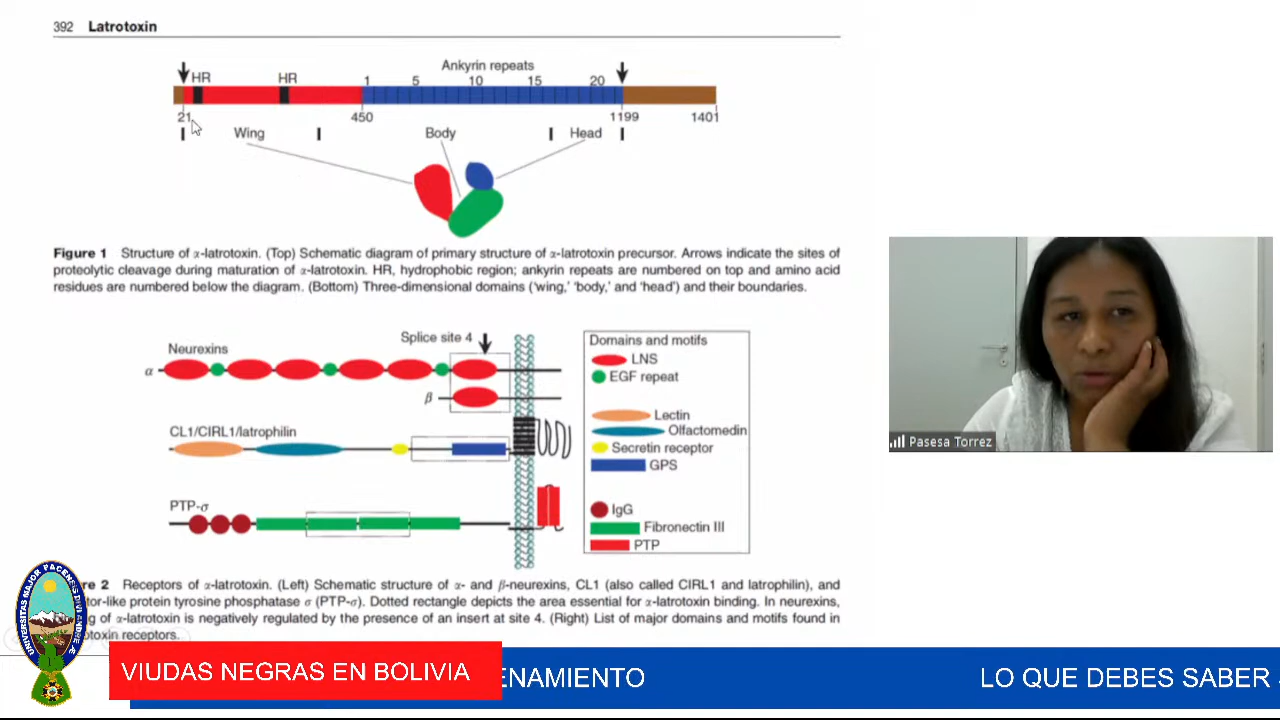 392 Latrotoxin
Ankyrin repeats
HR HR 1 5 10 15 20
21 450 1199 1401
Wing Body Head
Figure 1 Structure of α-latrotoxin. (Top) Schematic diagram of primary structure of α-latrotoxin precursor. Arrows indicate the sites of
proteolytic cleavage during maturation of α-latrotoxin. HR, hydrophobic region; ankyrin repeats are numbered on top and amino acid
residues are numbered below the diagram. (Bottom) Three-dimensional domains (‘wing,’ ‘body,’ and ‘head’) and their boundaries.
Splice site 4
Neurexins
α
β
CL1/CIRL1/latrophilin
PTP-σ
Domains and motifs
LNS
EGF repeat
Lectin
Olfactomedin
Secretin receptor
GPS
IgG
Fibronectin III
PTP
2 Receptors of α-latrotoxin. (Left) Schematic structure of α- and β-neurexins, CL1 (also called CIRL1 and latrophilin), and
tor-like protein tyrosine phosphatase σ (PTP-σ). Dotted rectangle depicts the area essential for α-latrotoxin binding. In neurexins,
g of α-latrotoxin is negatively regulated by the presence of an insert at site 4. (Right) List of major domains and motifs found in
otoxin receptors.
Pasesa Torrez
VIUDAS NEGRAS EN BOLIVIA
ENAMIENTO
LO QUE DEBES SABER